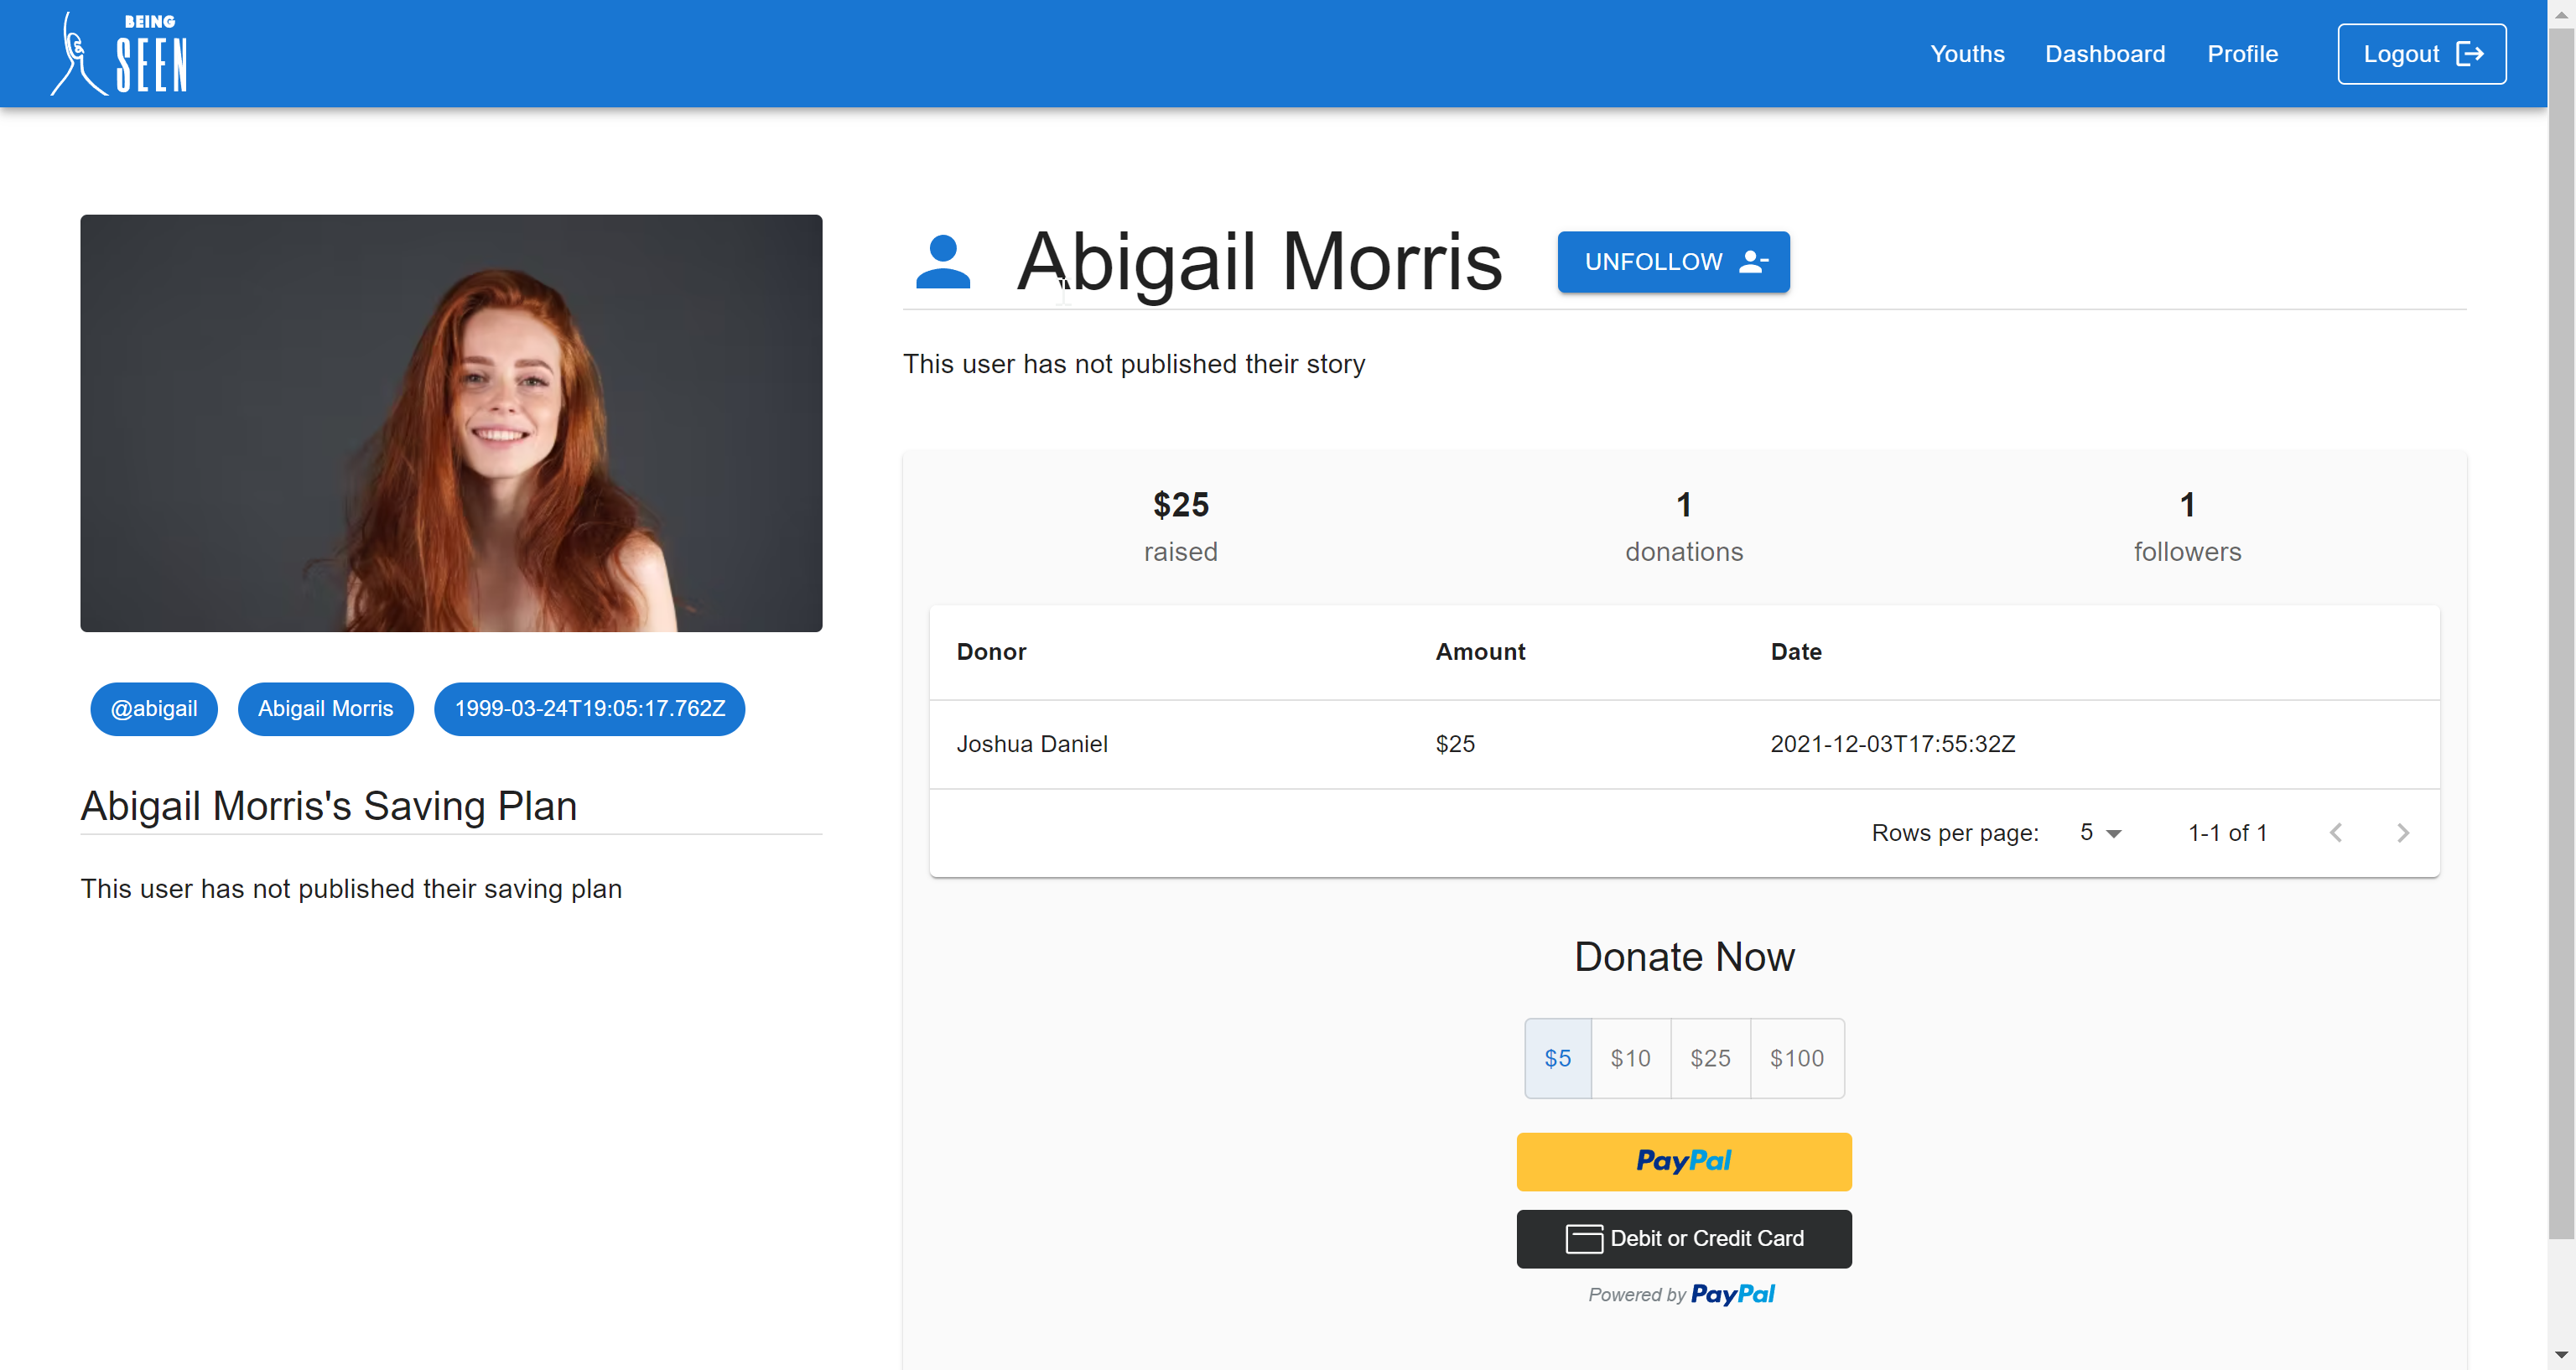 BEING
SEEN
Youths Dashboard Profile Logout
Abigail Morris UNFOLLOW
This user has not published their story
$25 1 1
raised donations followers
Donor Amount Date
Joshua Daniel $25 2021-12-03T17:55:32Z
Rows per page: 5 1-1 of 1
@abigail Abigail Morris 1999-03-24T19:05:17.762Z
Abigail Morris's Saving Plan
This user has not published their saving plan
Donate Now
$5 $10 $25 $100
PayPal
Debit or Credit Card
Powered by PayPal